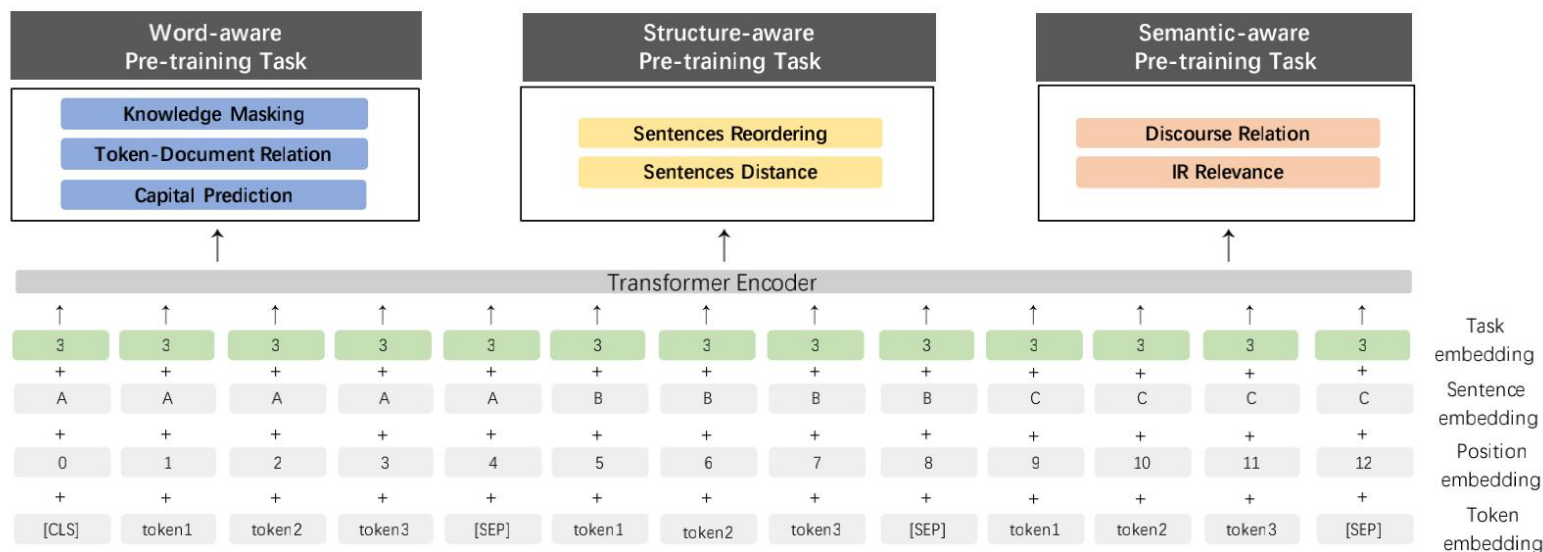 Word-aware
Pre-training Task
Structure-aware
Pre-training Task
Semantic-aware
Pre-training Task
Knowledge Masking
Token-Document Relation
Capital Prediction
Sentences Reordering
Sentences Distance
Discourse Relation
IR Relevance
↑ ↑ ↑
Transformer Encoder
↑ ↑ ↑ ↑ ↑ ↑ ↑ ↑ ↑ ↑ ↑ ↑ ↑
3 3 3 3 3 3 3 3 3 3 3 3 3
Task
embedding
+ + + + + + + + + + + + +
A A A A A B B B B C C C C
Sentence
embedding
+ + + + + + + + + + + + +
0 1 2 3 4 5 6 7 8 9 10 11 12
Position
embedding
+ + + + + + + + + + + + +
[CLS] token1 token2 token3 [SEP] token1 token2 token3 [SEP] token1 token2 token3 [SEP]
Token
embedding